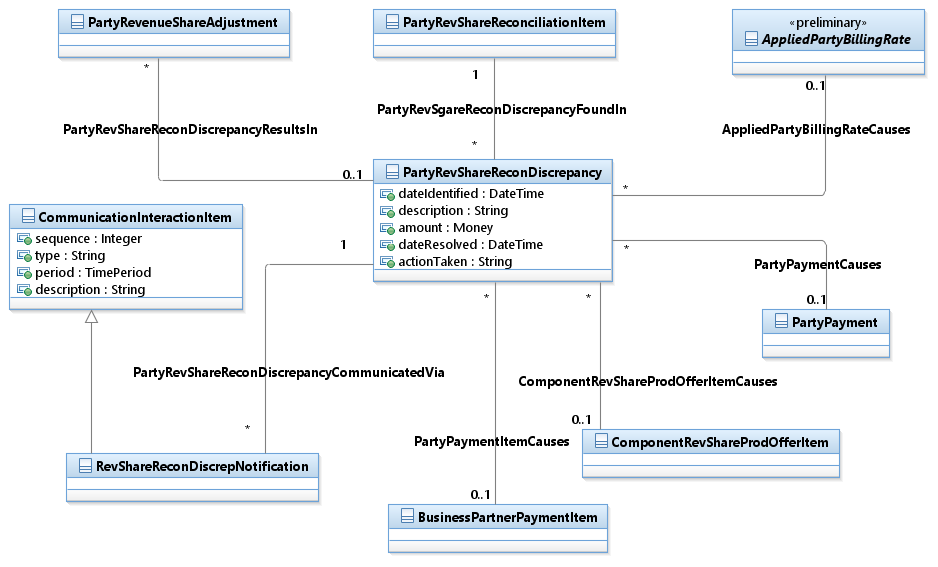 PartyRevenueShareAdjustment
PartyRevShareReconciliationItem
«preliminary»
AppliedPartyBillingRate
*
1
0..1
PartyRevSgareReconDiscrepancyFoundIn
PartyRevShareReconDiscrepancyResultsIn
AppliedPartyBillingRateCauses
*
0..1
PartyRevShareReconDiscrepancy
dateIdentified : DateTime
description : String
amount : Money
dateResolved : DateTime
actionTaken : String
*
CommunicationInteractionItem
sequence : Integer
type : String
period : TimePeriod
description : String
1
*
PartyPaymentCauses
0..1
*
*
PartyPayment
PartyRevShareReconDiscrepancyCommunicatedVia
ComponentRevShareProdOfferItemCauses
*
0..1
PartyPaymentItemCauses
ComponentRevShareProdOfferItem
RevShareReconDiscrepNotification
0..1
BusinessPartnerPaymentItem